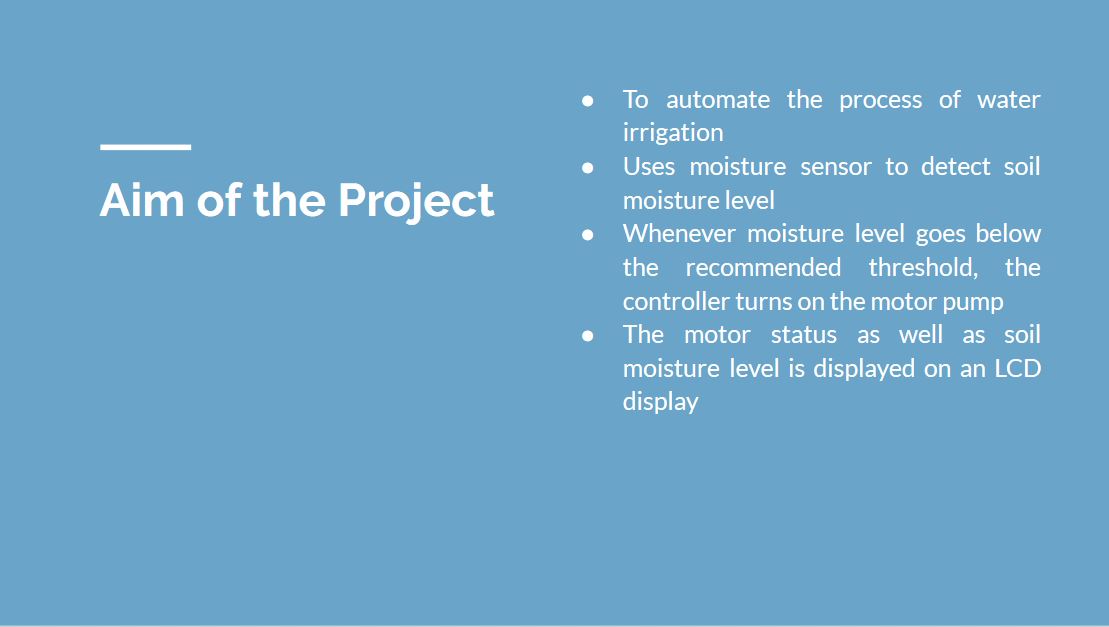 Aim of the Project
● To automate the process of water
irrigation
● Uses moisture sensor to detect soil
moisture level
● Whenever moisture level goes below
the recommended threshold, the
controller turns on the motor pump
● The motor status as well as soil
moisture level is displayed on an LCD
display